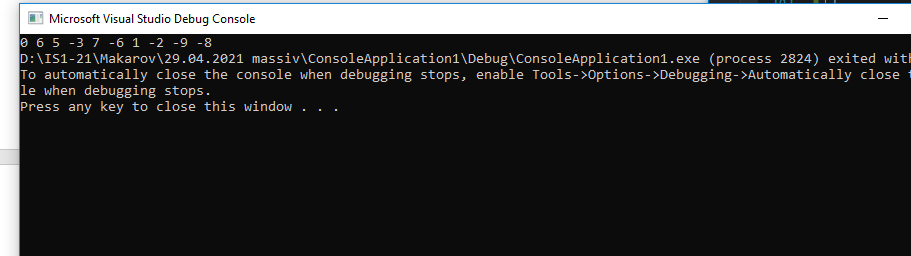 Microsoft Visual Studio Debug Console
0 6 5 -3 7 -6 1 -2 -9 -8
D:\IS1-21\Makarov\29.04.2021 massiv\ConsoleApplication1\Debug\ConsoleApplication1.exe (process 2824) exited with
To automatically close the console when debugging stops, enable Tools->Options->Debugging->Automatically close
le when debugging stops.
Press any key to close this window . . .